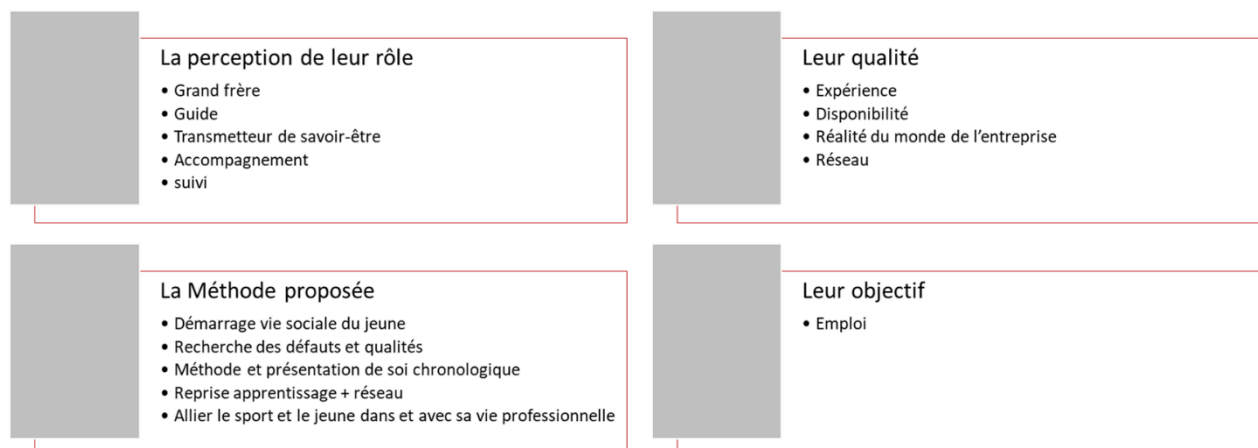 La perception de leur rôle
• Grand frère
• Guide
• Transmetteur de savoir-être
• Accompagnement
• suivi
Leur qualité
• Expérience
• Disponibilité
• Réalité du monde de l’entreprise
• Réseau
La Méthode proposée
• Démarrage vie sociale du jeune
• Recherche des défauts et qualités
• Méthode et présentation de soi chronologique
• Reprise apprentissage + réseau
• Allier le sport et le jeune dans et avec sa vie professionnelle
Leur objectif
• Emploi